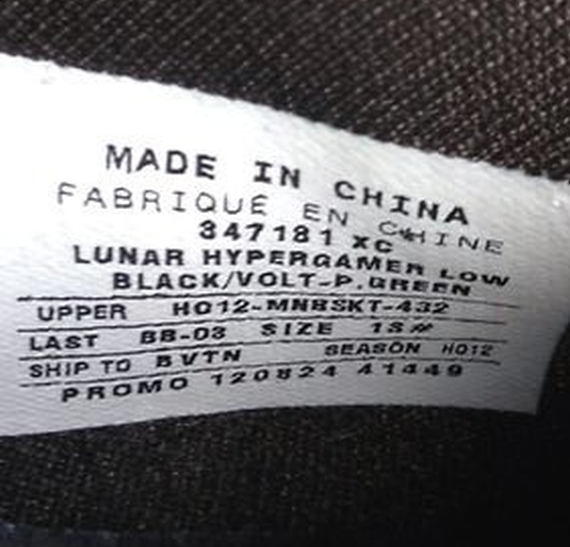 MADE IN CHINA
FABRIQUE EN CHINE
347181 XC
LUNAR HYPERGAMER LOW
BLACK/VOLT-P.GREEN
UPPER HO12-MNBSKT-432
LAST BB-03 SIZE
SHIP TO BVTN SEASON HO12
PROMO 120824 41449